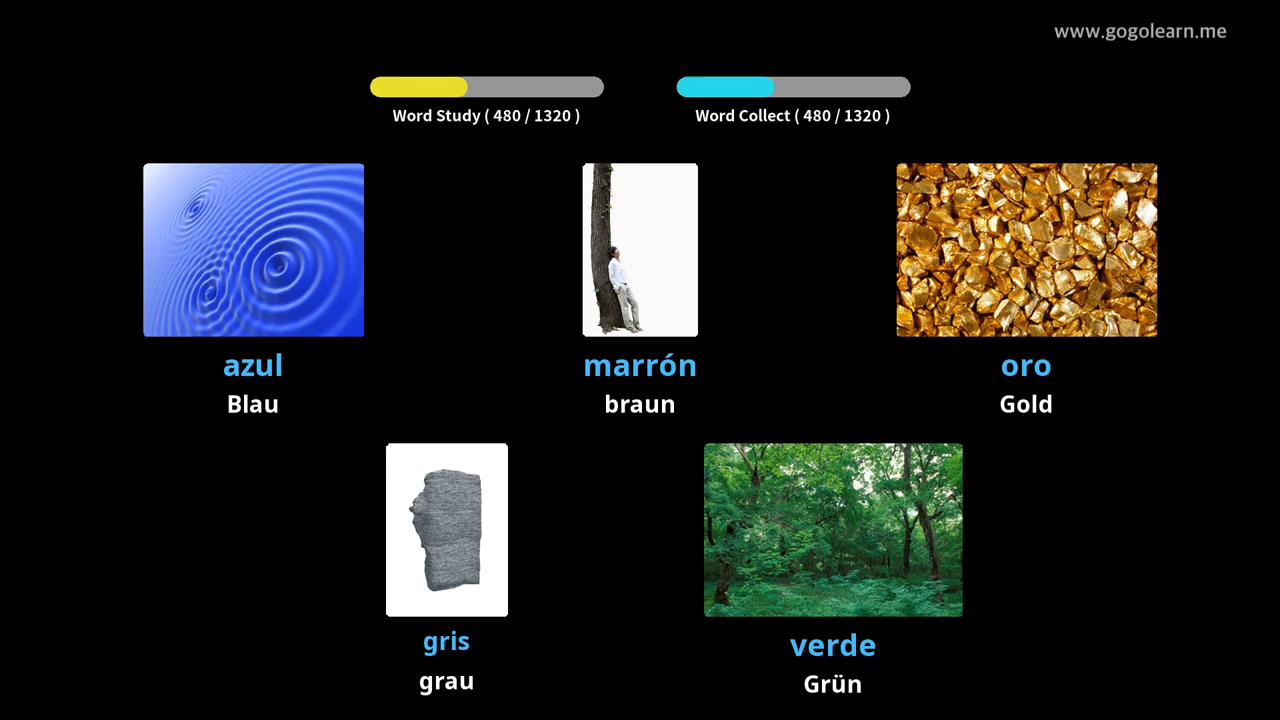 www.gogolearn.me
Word Study ( 480 / 1320 )
Word Collect ( 480 / 1320 )
azul
Blau
marrón
braun
oro
Gold
gris
grau
verde
Grün